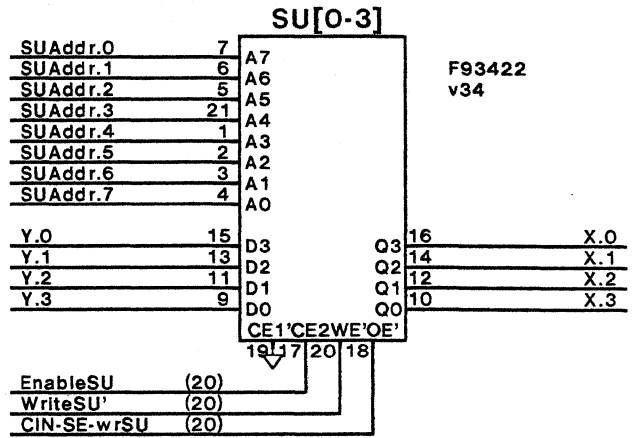 SU[0-3]
F93422
v34
SUAddr.0 7 A7
SUAddr.1 6 A6
SUAddr.2 5 A5
SUAddr.3 21 A4
SUAddr.4 1 A3
SUAddr.5 2 A2
SUAddr.6 3 A1
SUAddr.7 4 A0
Y.0 15 D3 Q3 16 X.0
Y.1 13 D2 Q2 14 X.1
Y.2 11 D1 Q1 12 X.2
Y.3 9 D0 Q0 10 X.3
CE1'CE2WE'OE'
19 17 20 18
EnableSU (20)
WriteSU' (20)
CIN-SE-wrSU (20)